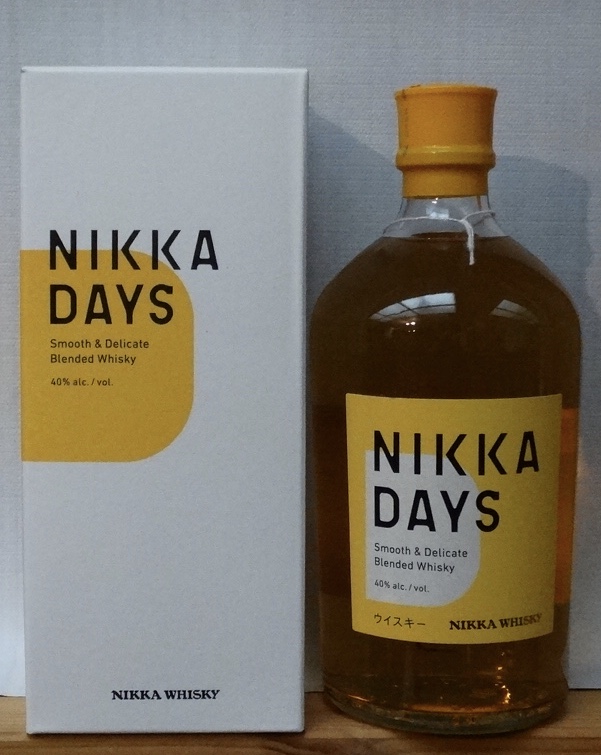 NIKKA
DAYS
Smooth & Delicate
Blended Whisky
40% alc. / vol.
NIKKA WHISKY
NIKKA
DAYS
Smooth & Delicate
Blended Whisky
40% alc. / vol.
ウイスキー NIKKA WHISKY